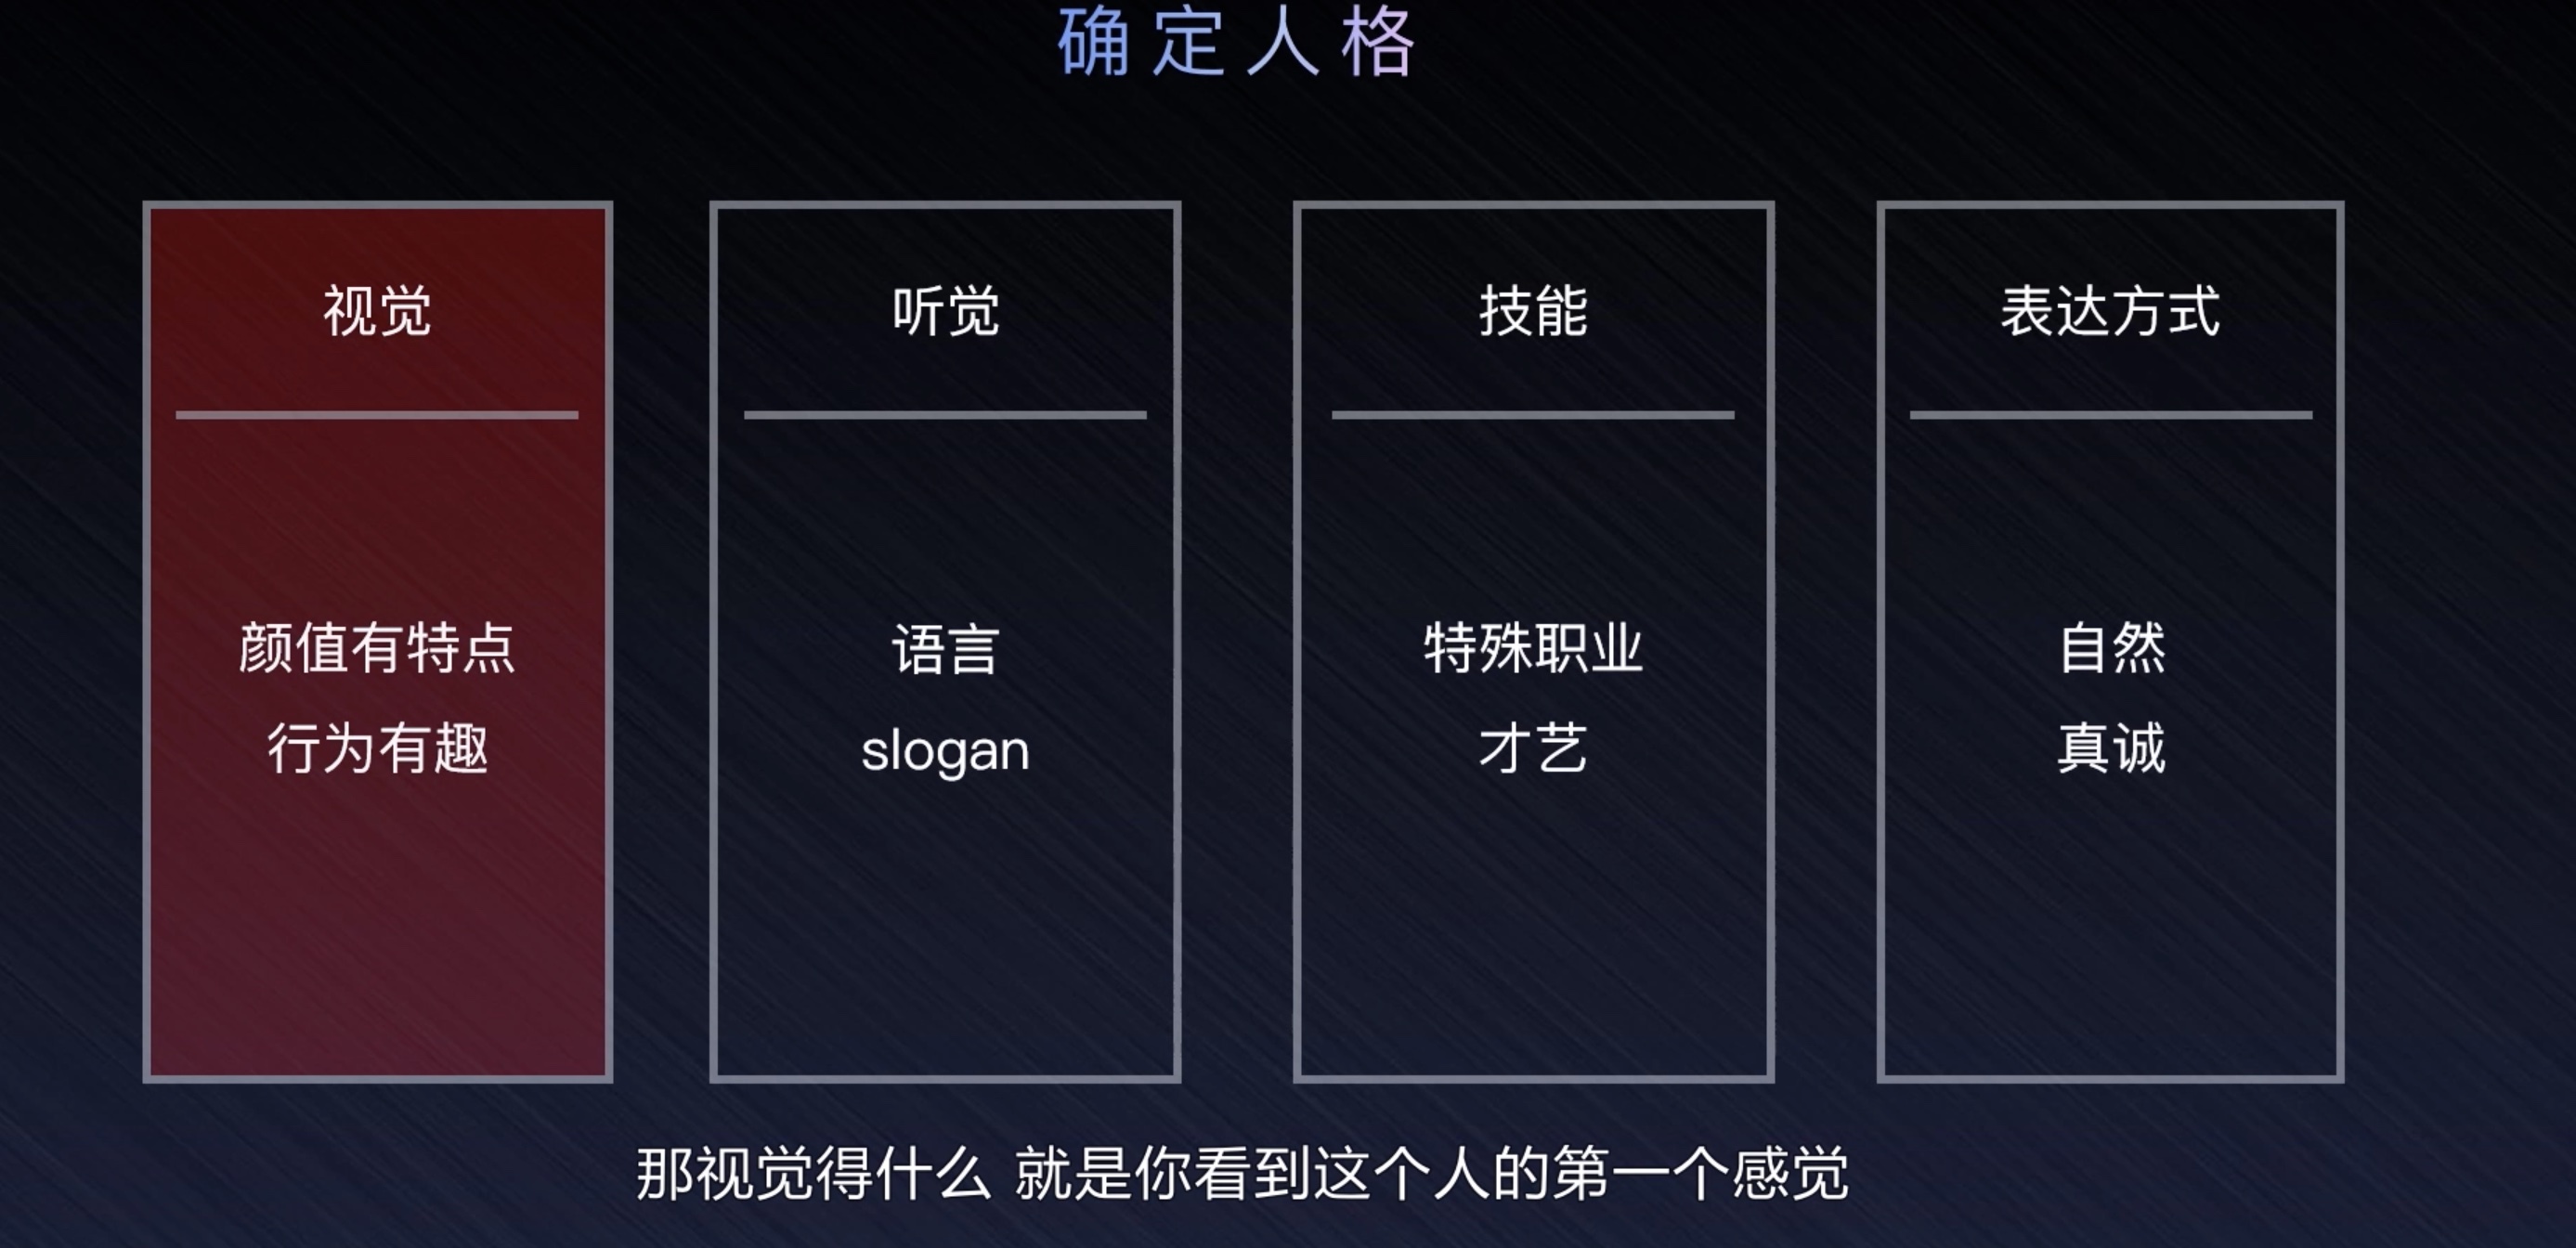 确定人格
视觉
颜值有特点
行为有趣
听觉
语言
slogan
技能
特殊职业
才艺
表达方式
自然
真诚
那视觉得什么 就是你看到这个人的第一个感觉